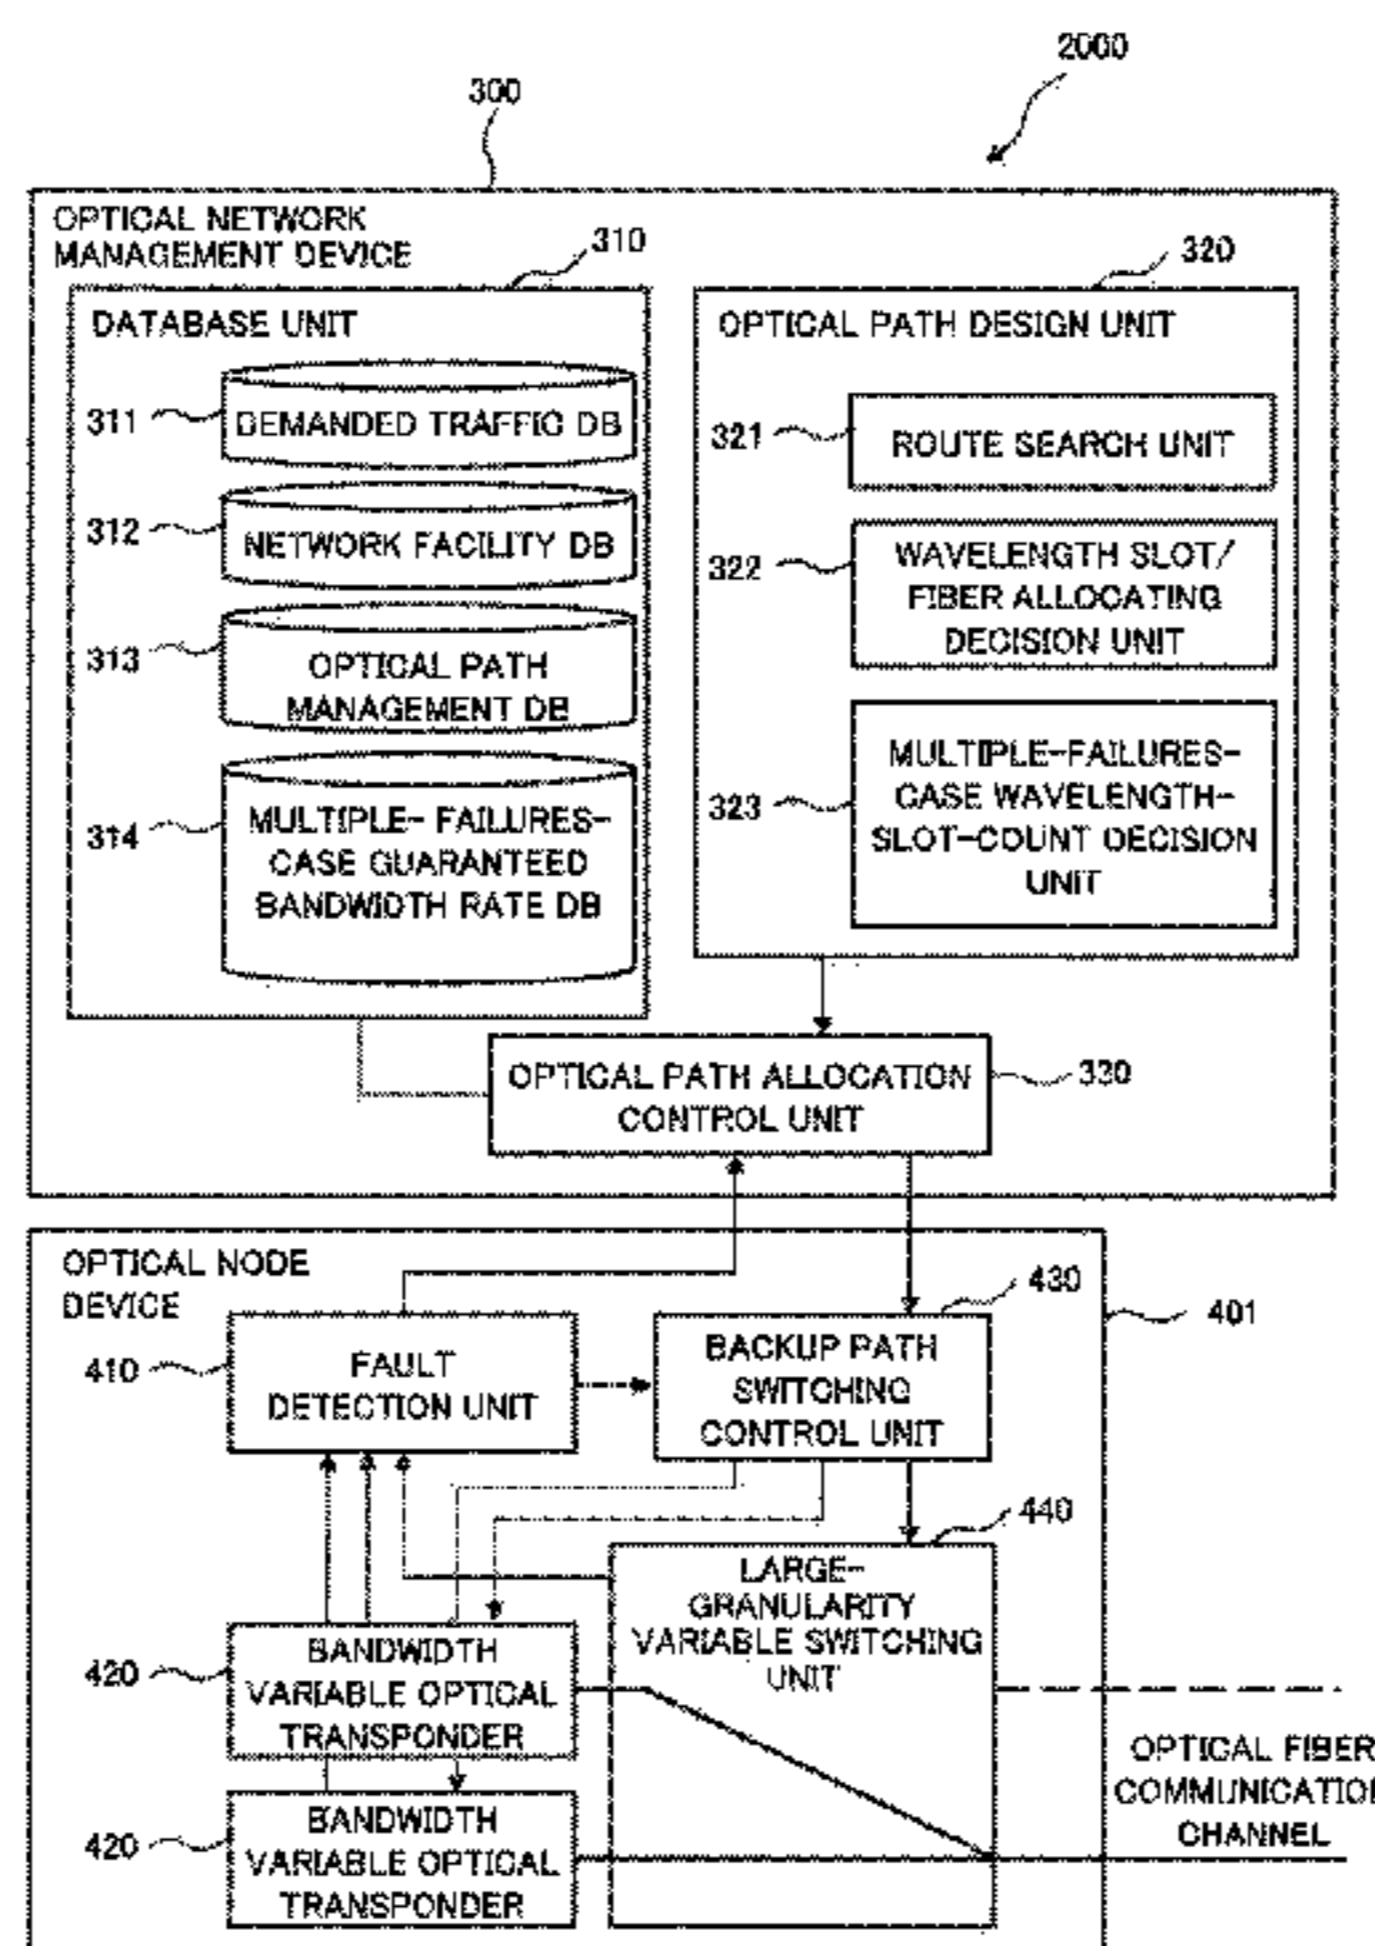 2000
300
OPTICAL NETWORK
MANAGEMENT DEVICE
310
320
DATABASE UNIT
OPTICAL PATH DESIGN UNIT
311
DEMANDED TRAFFIC DB
321
ROUTE SEARCH UNIT
312
NETWORK FACILITY DB
322
WAVELENGTH SLOT/
FIBER ALLOCATING
DECISION UNIT
313
OPTICAL PATH
MANAGEMENT DB
323
MULTIPLE-FAILURES-
CASE WAVELENGTH-
SLOT-COUNT DECISION
UNIT
314
MULTIPLE- FAILURES-
CASE GUARANTEED
BANDWIDTH RATE DB
OPTICAL PATH ALLOCATION
CONTROL UNIT
330
OPTICAL NODE
DEVICE
430
401
410
FAULT
DETECTION UNIT
BACKUP PATH
SWITCHING
CONTROL UNIT
440
LARGE-
GRANULARITY
VARIABLE SWITCHING
UNIT
420
BANDWIDTH
VARIABLE OPTICAL
TRANSPONDER
420
BANDWIDTH
VARIABLE OPTICAL
TRANSPONDER
OPTICAL FIBER
COMMUNICATION
CHANNEL